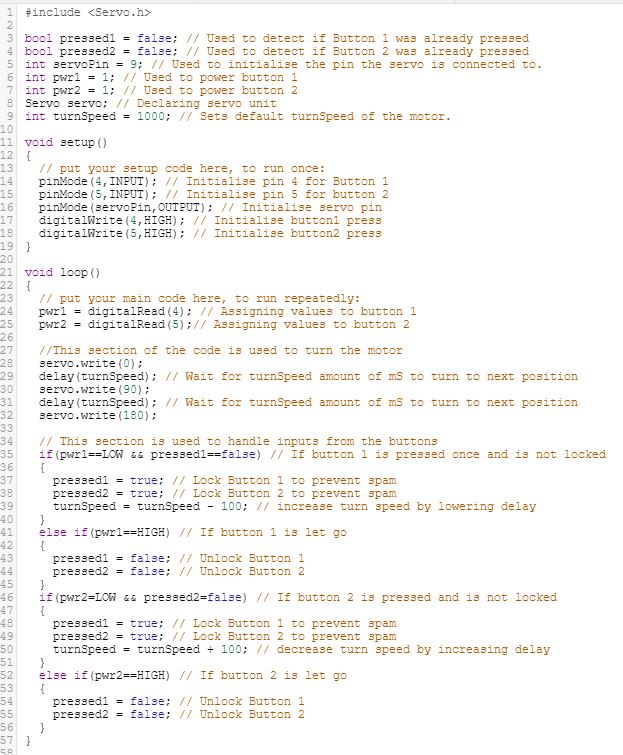 1 #include <Servo.h>
2
3 bool pressed1 = false; // Used to detect if Button 1 was already pressed
4 bool pressed2 = false; // Used to detect if Button 2 was already pressed
5 int servoPin = 9; // Used to initialise the pin the servo is connected to.
6 int pwr1 = 1; // Used to power button 1
7 int pwr2 = 1; // Used to power button 2
8 Servo servo; // Declaring servo unit
9 int turnSpeed = 1000; // Sets default turnSpeed of the motor.
10
11 void setup()
12 {
13   // put your setup code here, to run once:
14   pinMode(4,INPUT); // Initialise pin 4 for Button 1
15   pinMode(5,INPUT); // Initialise pin 5 for button 2
16   pinMode(servoPin,OUTPUT); // Initialise servo pin
17   digitalWrite(4,HIGH); // Initialise button1 press
18   digitalWrite(5,HIGH); // Initialise button2 press
19 }
20
21 void loop()
22 {
23   // put your main code here, to run repeatedly:
24   pwr1 = digitalRead(4); // Assigning values to button 1
25   pwr2 = digitalRead(5);// Assigning values to button 2
26
27   //This section of the code is used to turn the motor
28   servo.write(0);
29   delay(turnSpeed); // Wait for turnSpeed amount of mS to turn to next position
30   servo.write(90);
31   delay(turnSpeed); // Wait for turnSpeed amount of mS to turn to next position
32   servo.write(180);
33
34   // This section is used to handle inputs from the buttons
35   if(pwr1==LOW && pressed1==false) // If button 1 is pressed once and is not locked
36   {
37     pressed1 = true; // Lock Button 1 to prevent spam
38     pressed2 = true; // Lock Button 2 to prevent spam
39     turnSpeed = turnSpeed - 100; // increase turn speed by lowering delay
40   }
41   else if(pwr1==HIGH) // If button 1 is let go
42   {
43     pressed1 = false; // Unlock Button 1
44     pressed2 = false; // Unlock Button 2
45   }
46   if(pwr2=LOW && pressed2=false) // If button 2 is pressed and is not locked
47   {
48     pressed1 = true; // Lock Button 1 to prevent spam
49     pressed2 = true; // Lock Button 2 to prevent spam
50     turnSpeed = turnSpeed + 100; // decrease turn speed by increasing delay
51   }
52   else if(pwr2==HIGH) // If button 2 is let go
53   {
54     pressed1 = false; // Unlock Button 1
55     pressed2 = false; // Unlock Button 2
56   }
57 }
58